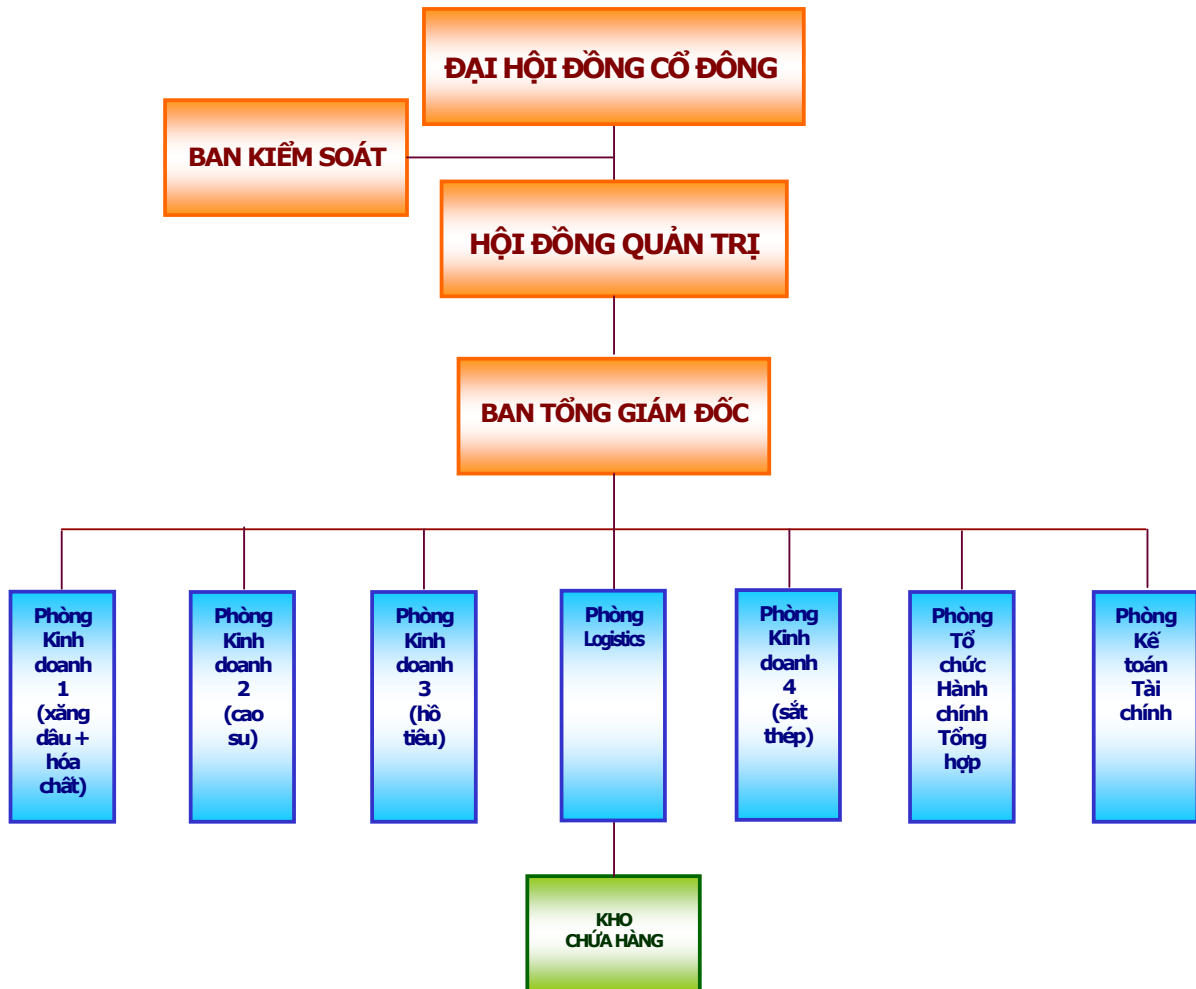 ĐẠI HỘI ĐỒNG CỔ ĐÔNG
BAN KIỂM SOÁT
HỘI ĐỒNG QUẢN TRỊ
BAN TỔNG GIÁM ĐỐC
Phòng
Kinh
doanh
1
(xăng
dầu +
hóa
chất)
Phòng
Kinh
doanh
2
(cao
su)
Phòng
Kinh
doanh
3
(hồ
tiêu)
Phòng
Logistics
Phòng
Kinh
doanh
4
(sắt
thép)
Phòng
Tổ
chức
Hành
chính
Tổng
hợp
Phòng
Kế
toán
Tài
chính
KHO
CHỨA HÀNG